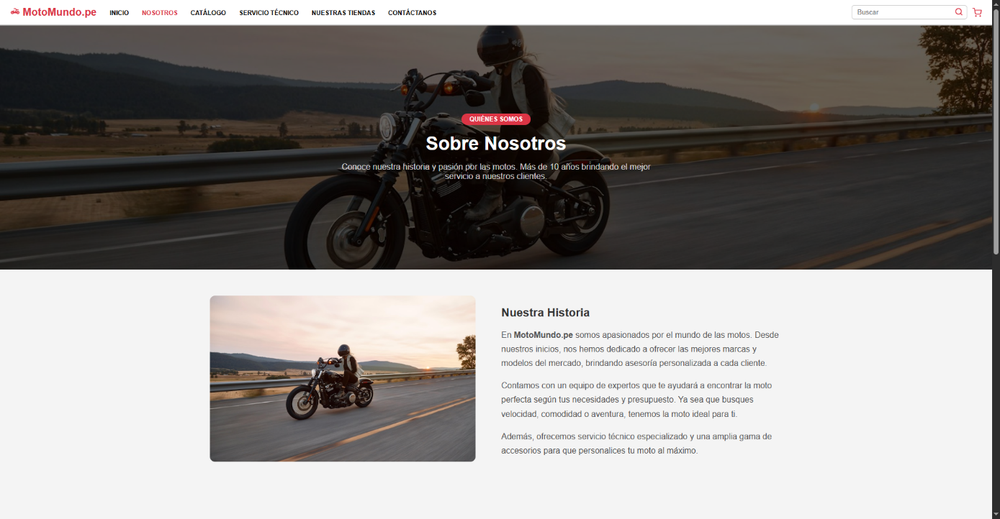 MotoMundo.pe INICIO NOSOTROS CATÁLOGO SERVICIO TÉCNICO NUESTRAS TIENDAS CONTÁCTANOS Buscar
QUIÉNES SOMOS
Sobre Nosotros
Conoce nuestra historia y pasión por las motos. Más de 10 años brindando el mejor
servicio a nuestros clientes.
Nuestra Historia
En MotoMundo.pe somos apasionados por el mundo de las motos. Desde
nuestros inicios, nos hemos dedicado a ofrecer las mejores marcas y
modelos del mercado, brindando asesoría personalizada a cada cliente.
Contamos con un equipo de expertos que te ayudará a encontrar la moto
perfecta según tus necesidades y presupuesto. Ya sea que busques
velocidad, comodidad o aventura, tenemos la moto ideal para ti.
Además, ofrecemos servicio técnico especializado y una amplia gama de
accesorios para que personalices tu moto al máximo.